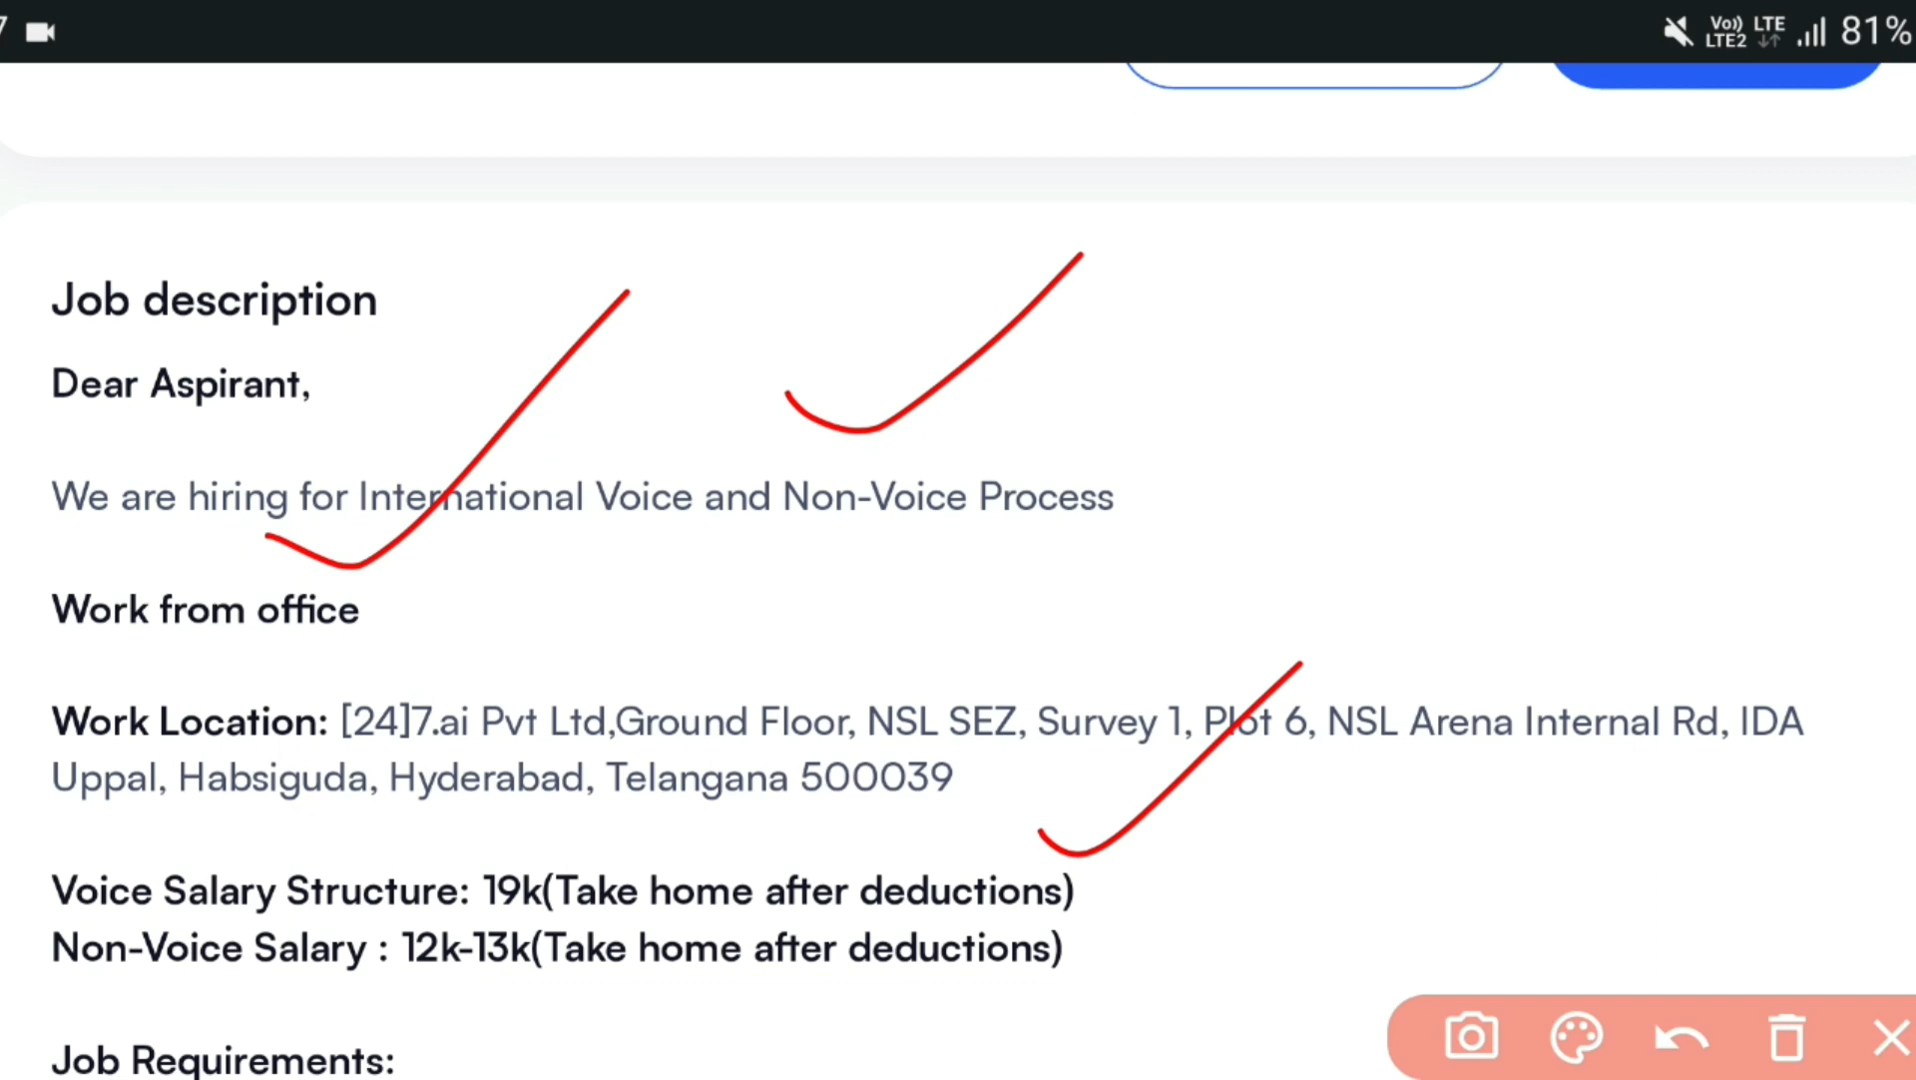 Vo)) LTE
LTE2
81%
Job description
Dear Aspirant,
We are hiring for International Voice and Non-Voice Process
Work from office
Work Location: [24]7.ai Pvt Ltd,Ground Floor, NSL SEZ, Survey 1, Plot 6, NSL Arena Internal Rd, IDA
Uppal, Habsiguda, Hyderabad, Telangana 500039
Voice Salary Structure: 19k(Take home after deductions)
Non-Voice Salary : 12k-13k(Take home after deductions)
Job Requirements: